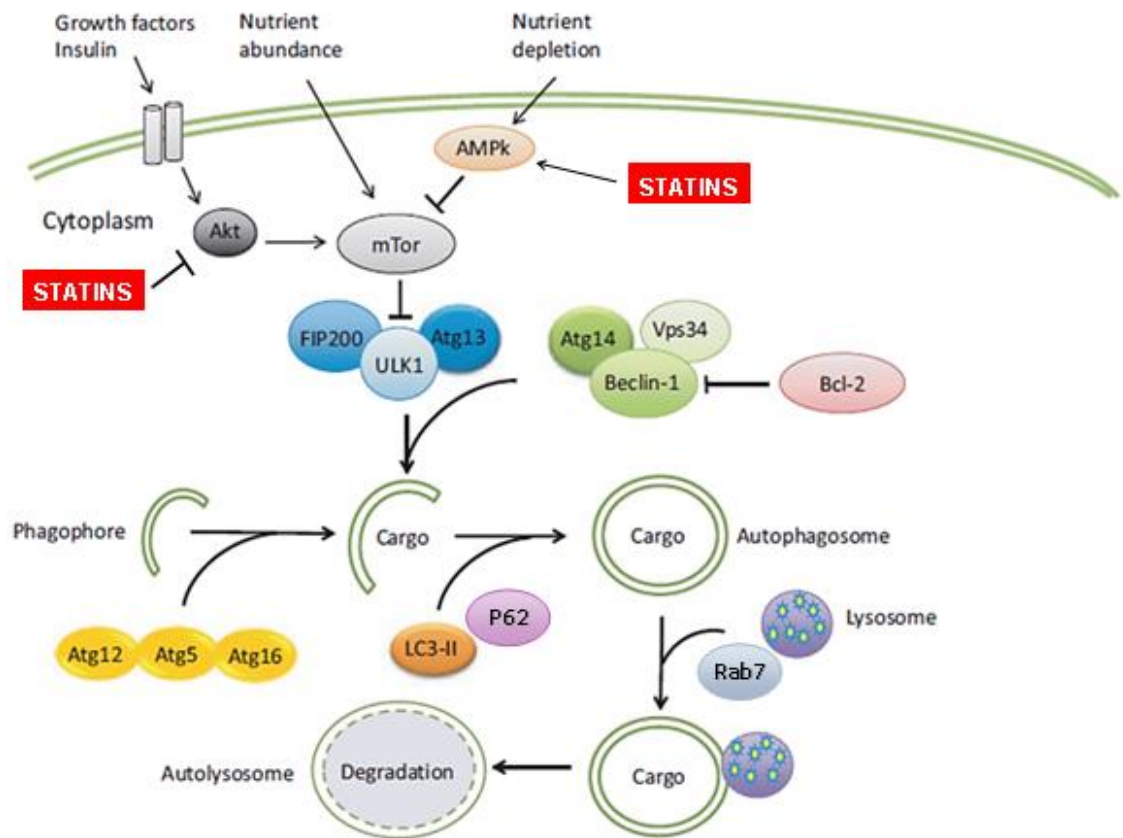 Growth factors
Insulin
Nutrient
abundance
Nutrient
depletion
AMPk
STATINS
Cytoplasm
Akt
mTor
STATINS
FIP200
ULK1
Atg13
Atg14
Vps34
Beclin-1
Bcl-2
Phagophore
Cargo
Cargo
Autophagosome
Atg12
Atg5
Atg16
LC3-II
P62
Lysosome
Rab7
Autolysosome
Degradation
Cargo